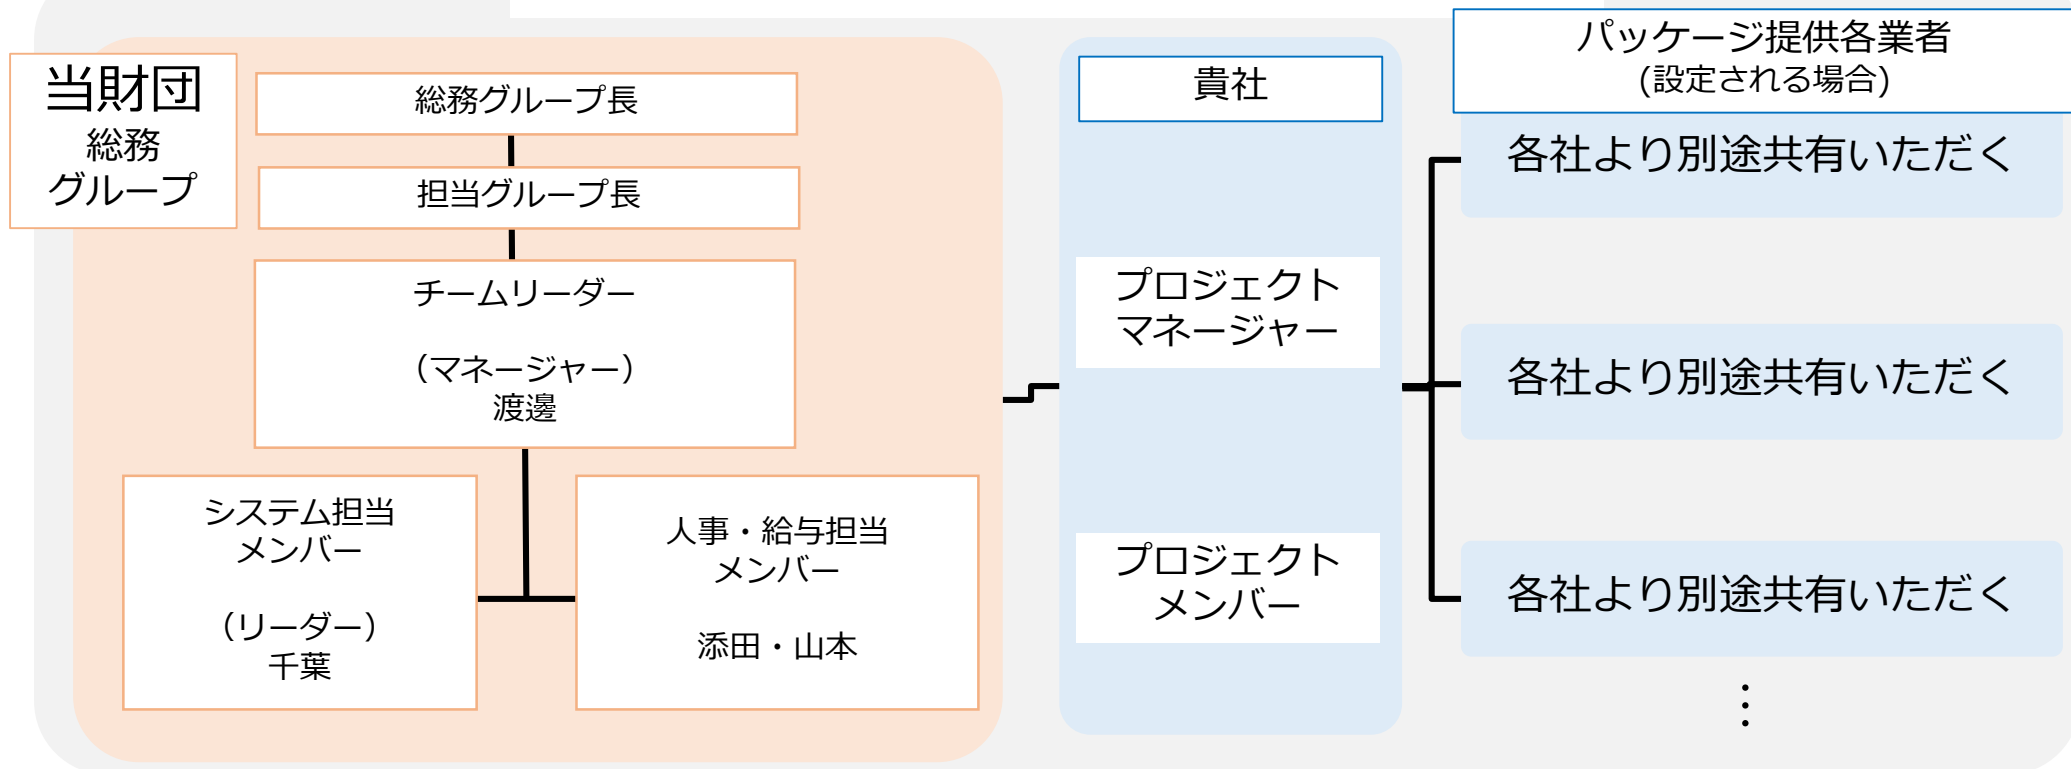 当財団
総務
グループ
総務グループ長
担当グループ長
チームリーダー
（マネージャー）
渡邊
システム担当
メンバー
（リーダー）
千葉
人事・給与担当
メンバー
添田・山本
貴社
プロジェクト
マネージャー
プロジェクト
メンバー
パッケージ提供各業者
(設定される場合)
各社より別途共有いただく
各社より別途共有いただく
各社より別途共有いただく
⋮